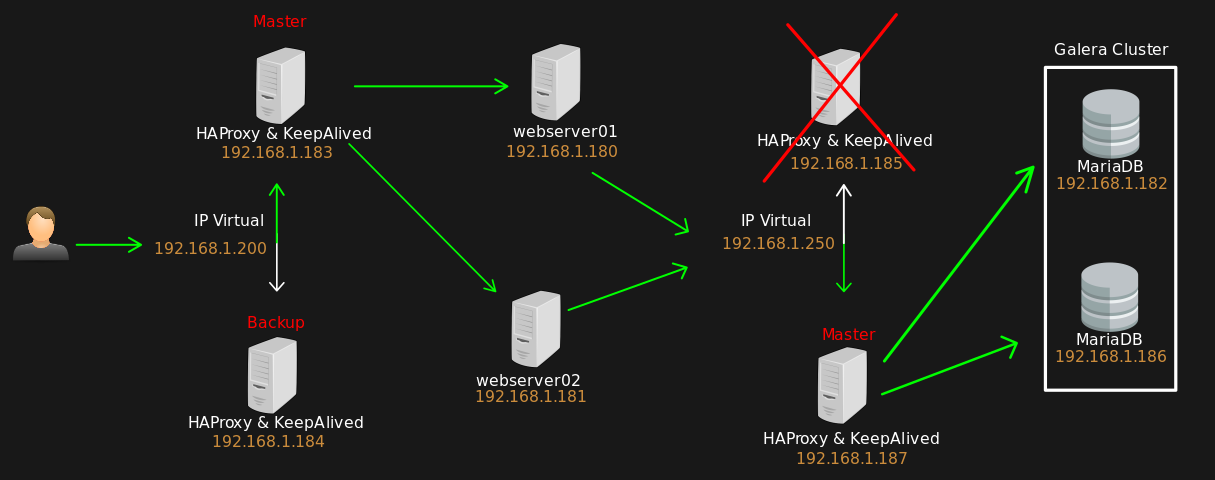 Master
HAProxy & KeepAlived
192.168.1.183
IP Virtual
192.168.1.200
Backup
HAProxy & KeepAlived
192.168.1.184
webserver01
192.168.1.180
webserver02
192.168.1.181
HAProxy & KeepAlived
192.168.1.185
IP Virtual
192.168.1.250
Master
HAProxy & KeepAlived
192.168.1.187
Galera Cluster
MariaDB
192.168.1.182
MariaDB
192.168.1.186